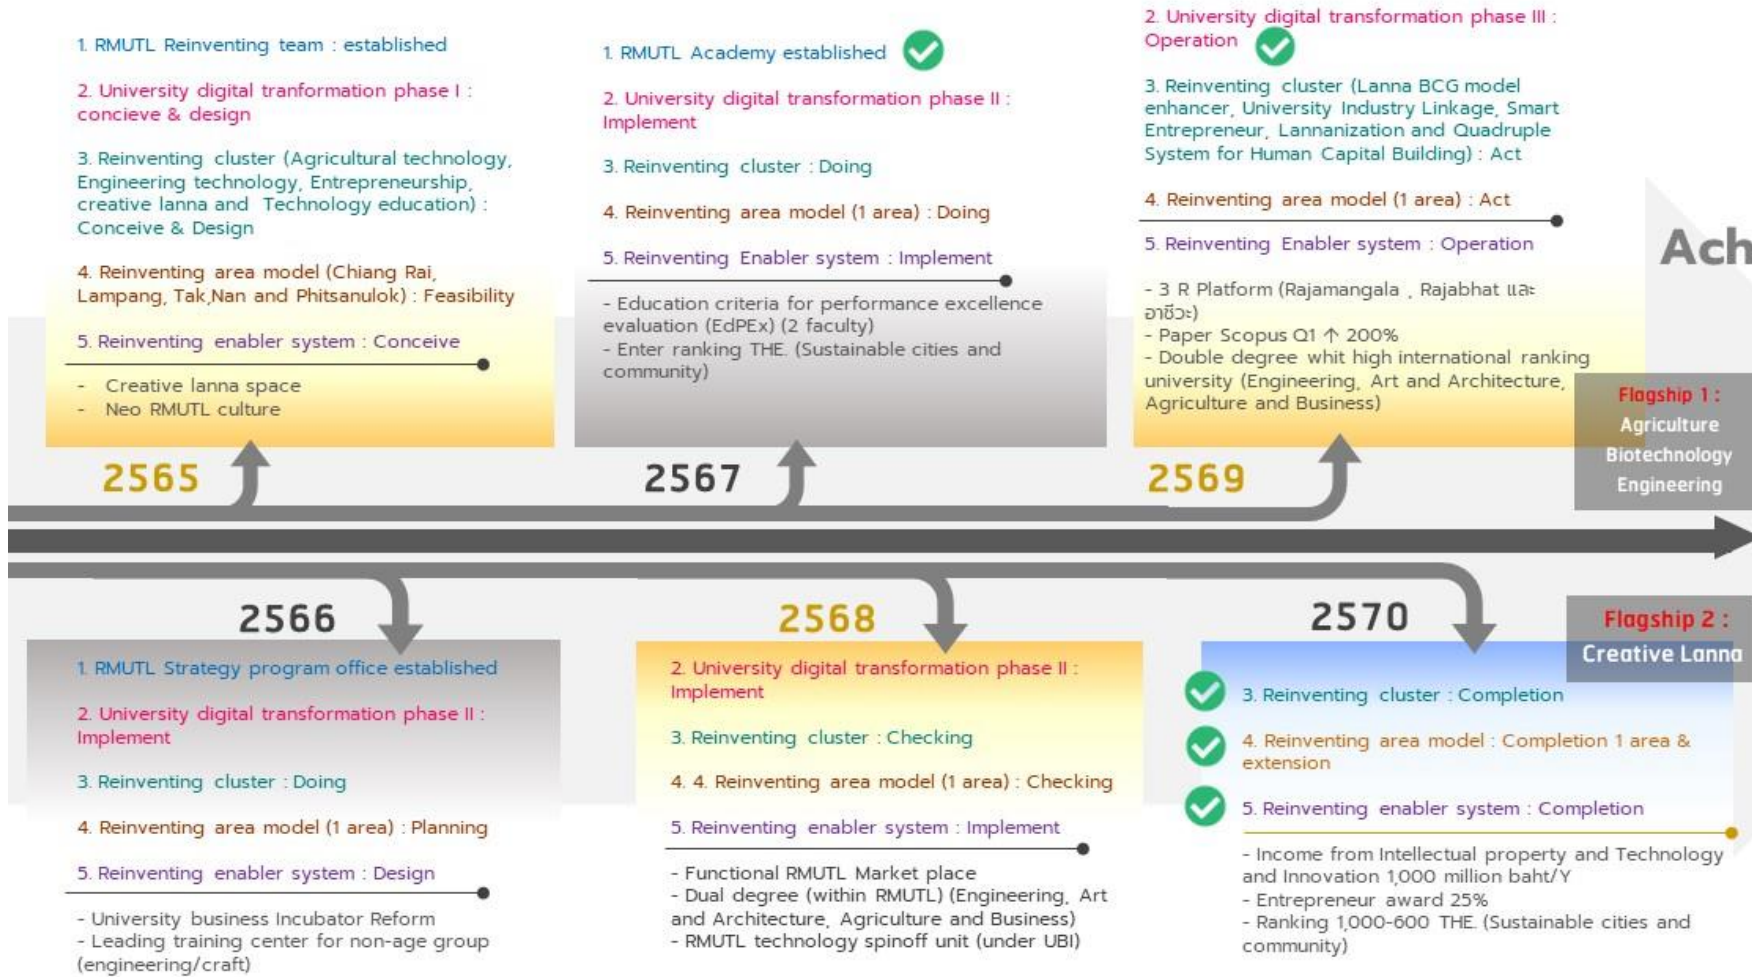 1. RMUTL Reinventing team : established
2. University digital tranformation phase I :
concieve & design
3. Reinventing cluster (Agricultural technology,
Engineering technology, Entrepreneurship,
creative lanna and Technology education) :
Conceive & Design
4. Reinventing area model (Chiang Rai,
Lampang, Tak,Nan and Phitsanulok) : Feasibility
5. Reinventing enabler system : Conceive
- Creative lanna space
- Neo RMUTL culture
2565
1. RMUTL Academy established
2. University digital transformation phase II :
Implement
3. Reinventing cluster : Doing
4. Reinventing area model (1 area) : Doing
5. Reinventing Enabler system : Implement
- Education criteria for performance excellence
evaluation (EdPEx) (2 faculty)
- Enter ranking THE. (Sustainable cities and
community)
2567
2. University digital transformation phase III :
Operation
3. Reinventing cluster (Lanna BCG model
enhancer, University Industry Linkage, Smart
Entrepreneur, Lannanization and Quadruple
System for Human Capital Building) : Act
4. Reinventing area model (1 area) : Act
5. Reinventing Enabler system : Operation
- 3 R Platform (Rajamangala , Rajabhat และ
อาชีวะ)
- Paper Scopus Q1 ↑ 200%
- Double degree whit high international ranking
university (Engineering, Art and Architecture,
Agriculture and Business)
2569
Ach
Flagship 1 :
Agriculture
Biotechnology
Engineering
2566
1. RMUTL Strategy program office established
2. University digital transformation phase II :
Implement
3. Reinventing cluster : Doing
4. Reinventing area model (1 area) : Planning
5. Reinventing enabler system : Design
- University business Incubator Reform
- Leading training center for non-age group
(engineering/craft)
2568
2. University digital transformation phase II :
Implement
3. Reinventing cluster : Checking
4. 4. Reinventing area model (1 area) : Checking
5. Reinventing enabler system : Implement
- Functional RMUTL Market place
- Dual degree (within RMUTL) (Engineering, Art
and Architecture, Agriculture and Business)
- RMUTL technology spinoff unit (under UBI)
2570
Flagship 2 :
Creative Lanna
3. Reinventing cluster : Completion
4. Reinventing area model : Completion 1 area &
extension
5. Reinventing enabler system : Completion
- Income from Intellectual property and Technology
and Innovation 1,000 million baht/Y
- Entrepreneur award 25%
- Ranking 1,000-600 THE. (Sustainable cities and
community)